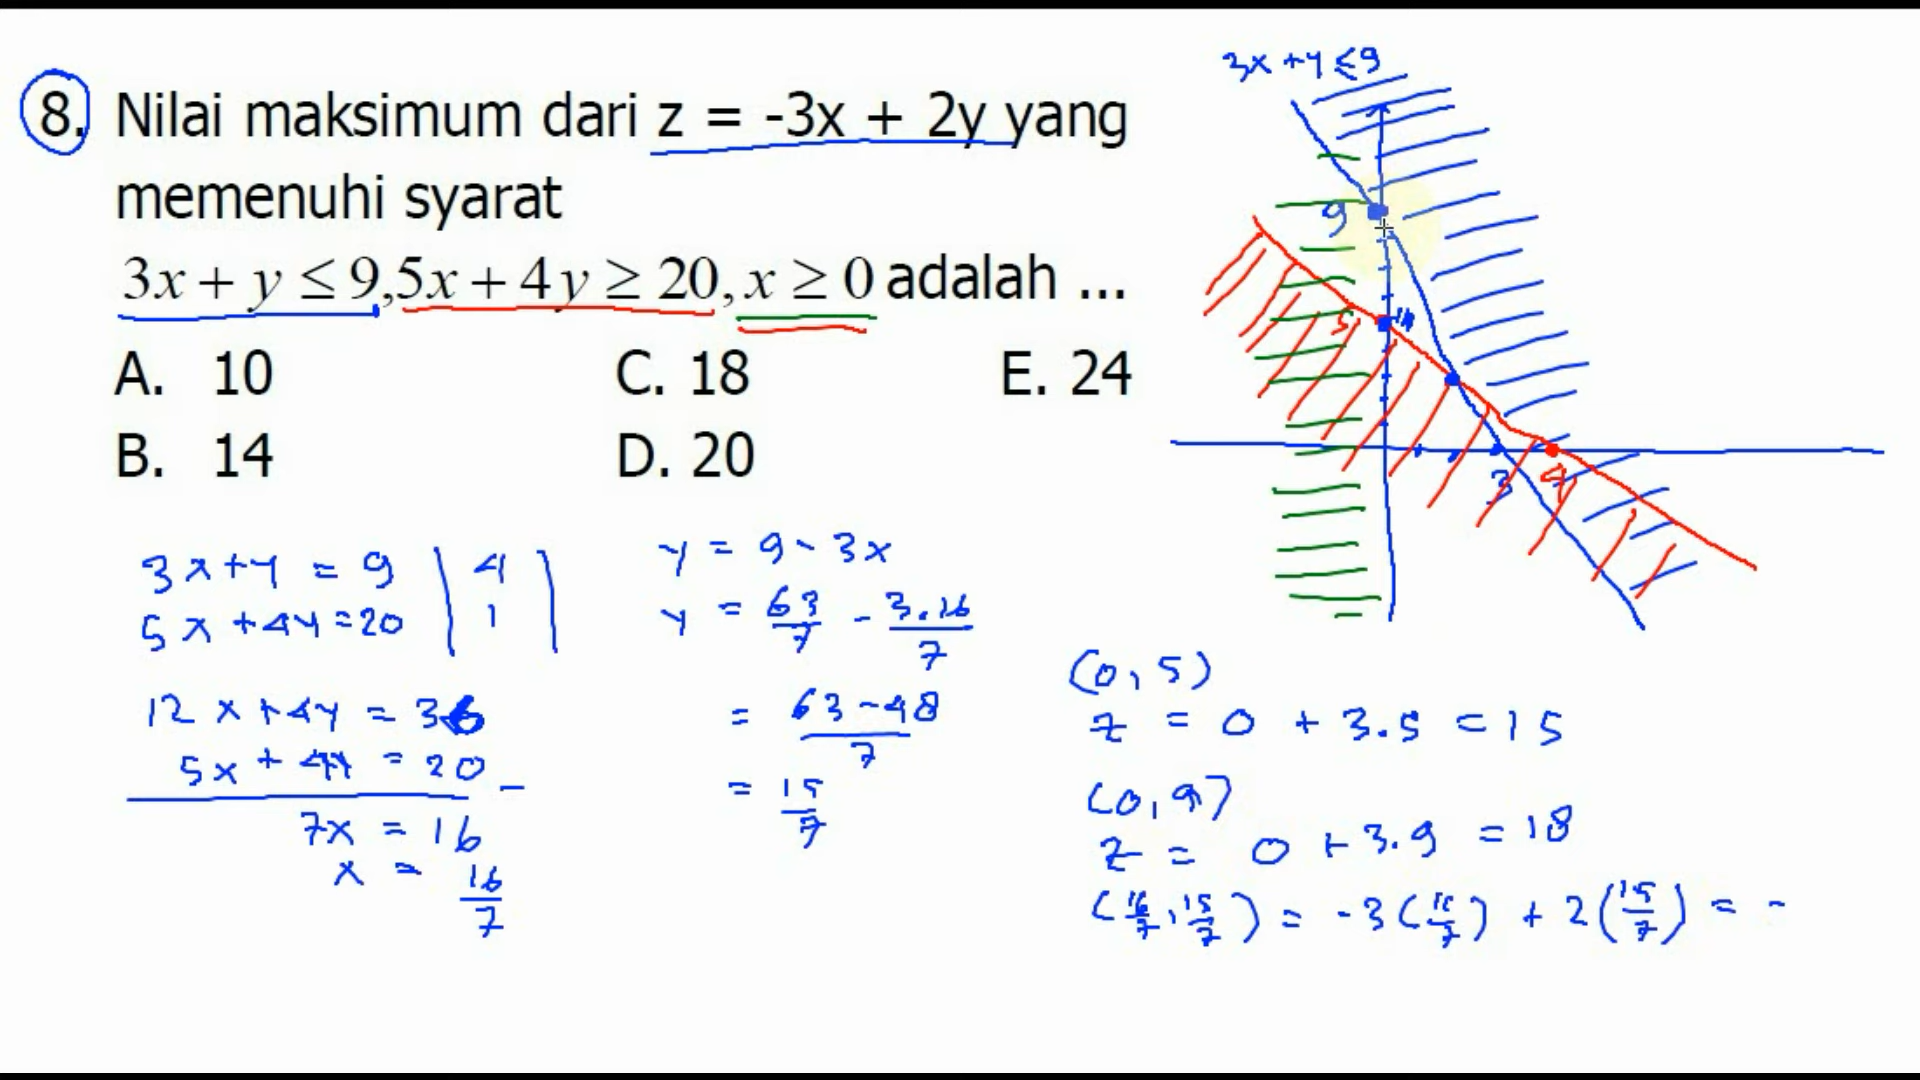 8. Nilai maksimum dari z = -3x + 2y yang
memenuhi syarat
3x + y ≤ 9, 5x + 4y ≥ 20, x ≥ 0 adalah ...
A. 10 C. 18 E. 24
B. 14 D. 20
3x + y = 9 | 4 |
5x + 4y = 20 | 1 |
12x + 4y = 36
5x + 4y = 20 -
7x = 16
x = 16/7
y = 9 - 3x
y = 63/7 - 3.16/7
= 63-48/7
= 15/7
3x + y ≤ 9
9
5
3
4
(0, 5)
z = 0 + 3.5 = 15
(0, 9)
z = 0 + 3.9 = 18
(16/7, 15/7) = -3(16/7) + 2(15/7) = -